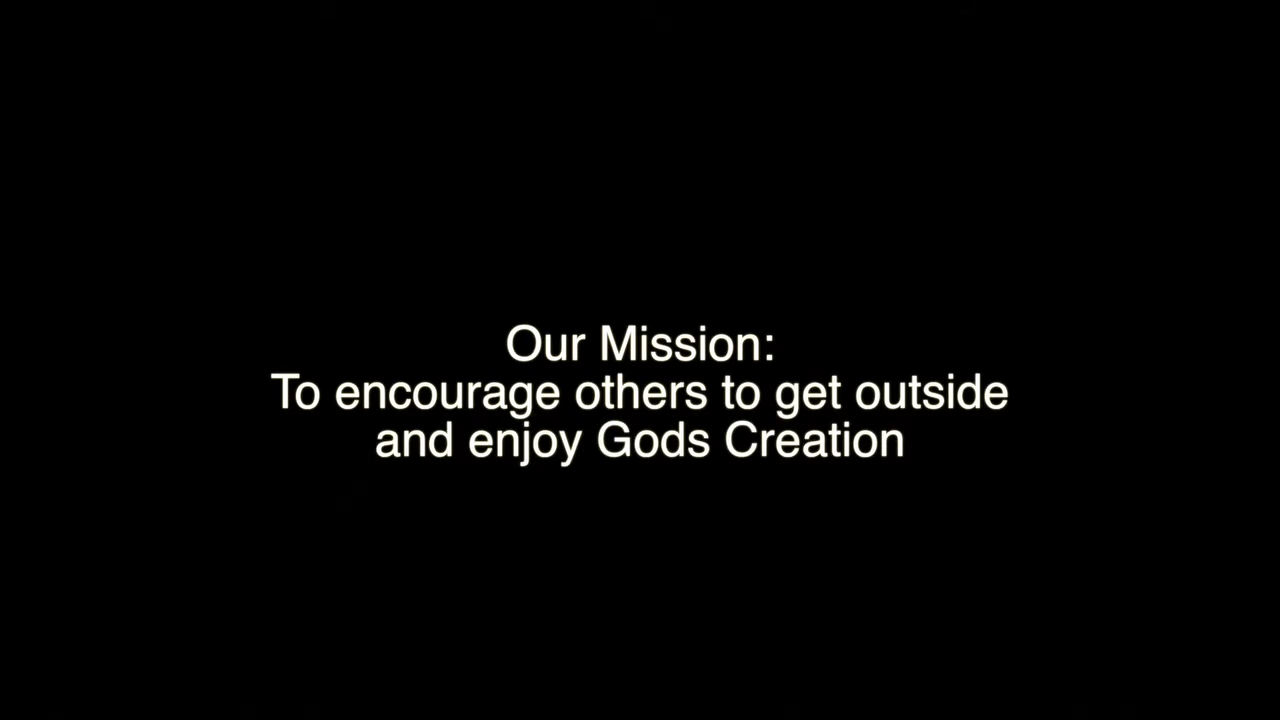 Our Mission:
To encourage others to get outside
and enjoy Gods Creation